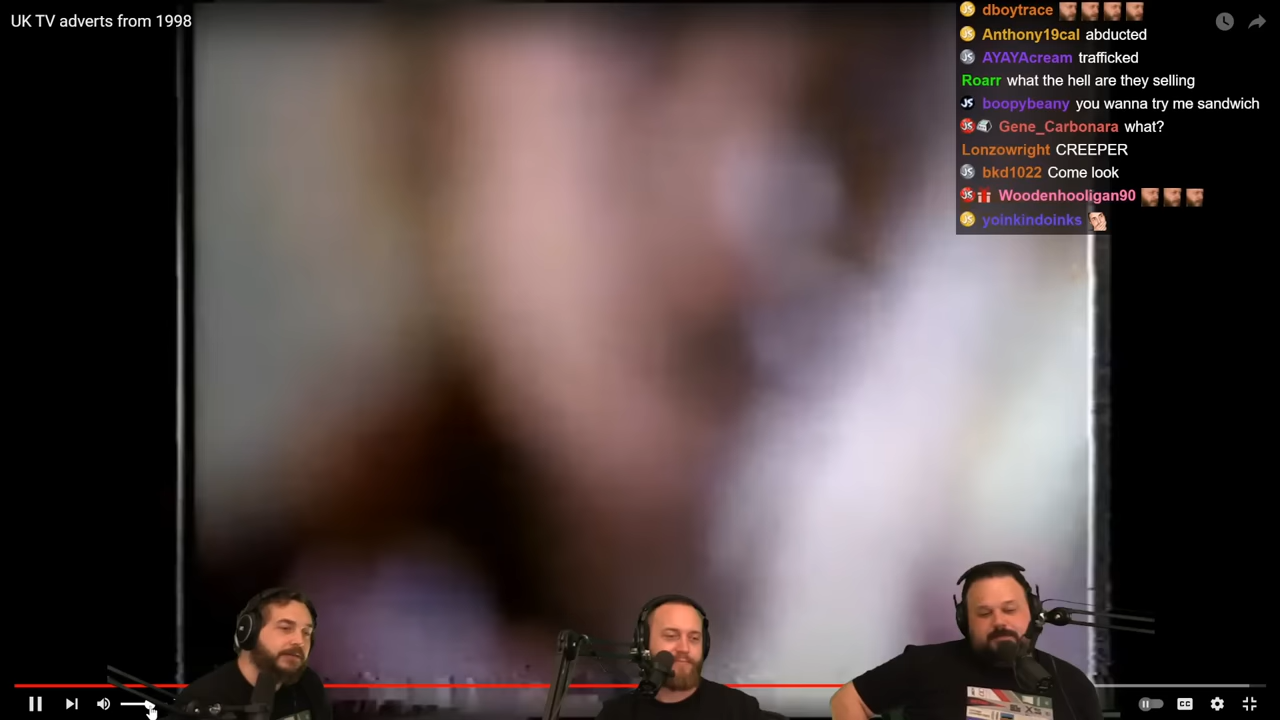 UK TV adverts from 1998
dboytrace
Anthony19cal abducted
AYAYAcream trafficked
Roarr what the hell are they selling
boopybeany you wanna try me sandwich
Gene_Carbonara what?
Lonzowright CREEPER
bkd1022 Come look
Woodenhooligan90
yoinkindoinks